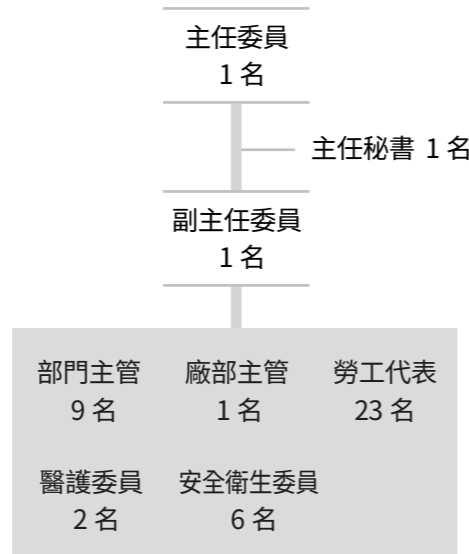 主任委員
1 名
主任秘書 1 名
副主任委員
1 名
部門主管 廠部主管 勞工代表
9 名 1 名 23 名
醫護委員 安全衛生委員
2 名 6 名